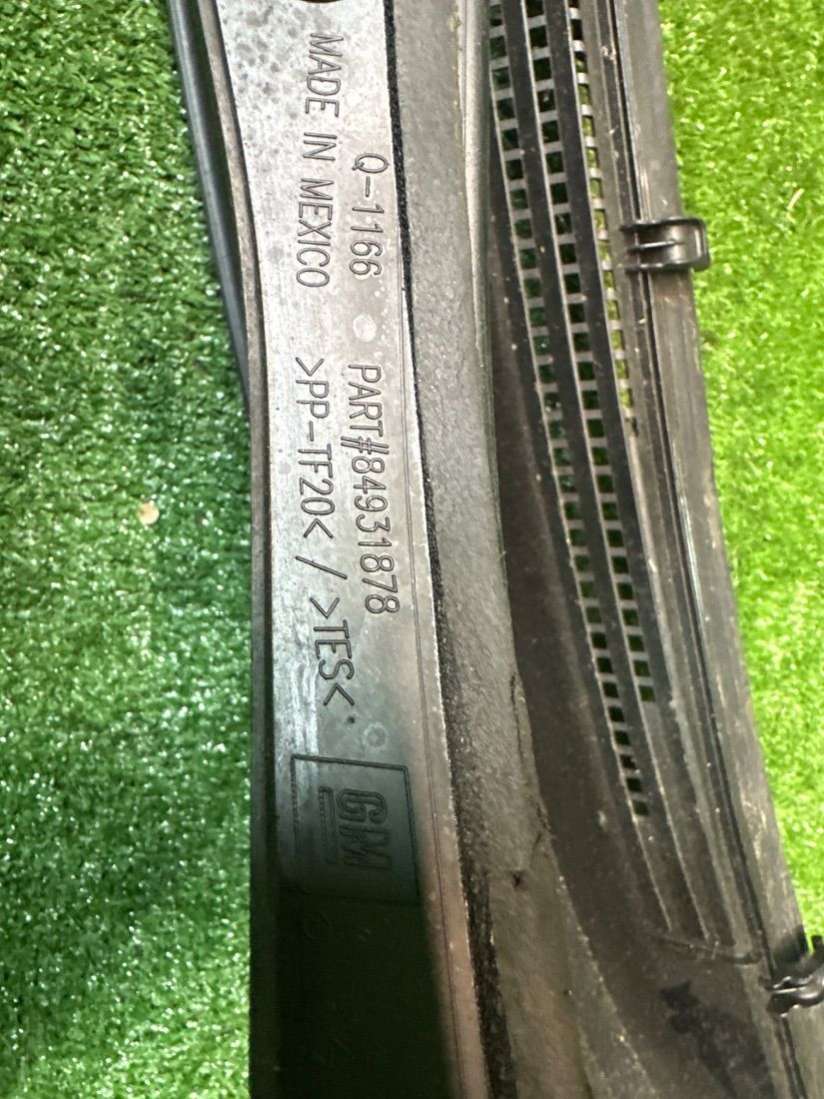 Q-1166 PART#84931878
MADE IN MEXICO >PP-TF20< / >TES<
GM